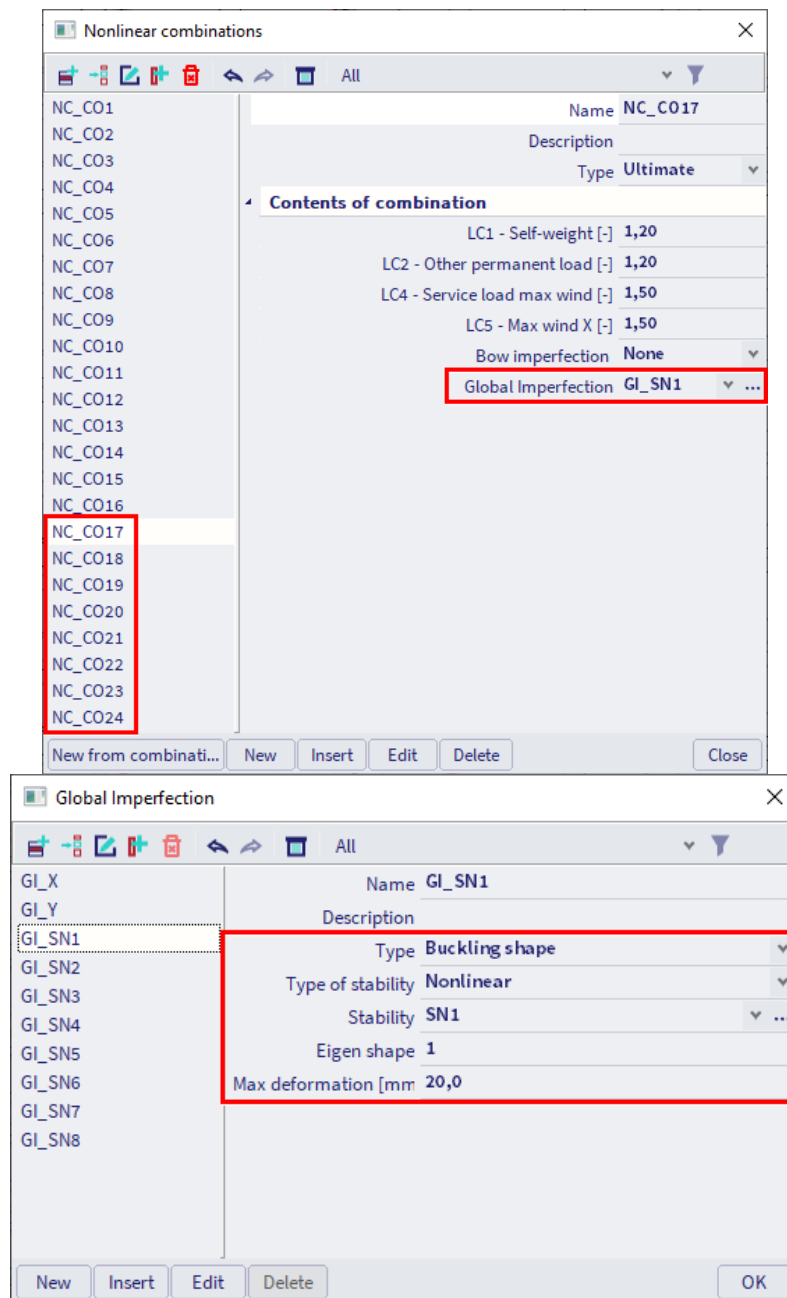 Nonlinear combinations
All
NC_CO1
NC_CO2
NC_CO3
NC_CO4
NC_CO5
NC_CO6
NC_CO7
NC_CO8
NC_CO9
NC_CO10
NC_CO11
NC_CO12
NC_CO13
NC_CO14
NC_CO15
NC_CO16
NC_CO17
NC_CO18
NC_CO19
NC_CO20
NC_CO21
NC_CO22
NC_CO23
NC_CO24
Name NC_CO17
Description
Type Ultimate
Contents of combination
LC1 - Self-weight [-] 1,20
LC2 - Other permanent load [-] 1,20
LC4 - Service load max wind [-] 1,50
LC5 - Max wind X [-] 1,50
Bow imperfection None
Global Imperfection GI_SN1 ...
New from combinati... New Insert Edit Delete Close
Global Imperfection
All
GI_X
GI_Y
GI_SN1
GI_SN2
GI_SN3
GI_SN4
GI_SN5
GI_SN6
GI_SN7
GI_SN8
Name GI_SN1
Description
Type Buckling shape
Type of stability Nonlinear
Stability SN1 ...
Eigen shape 1
Max deformation [mm 20,0
New Insert Edit Delete OK